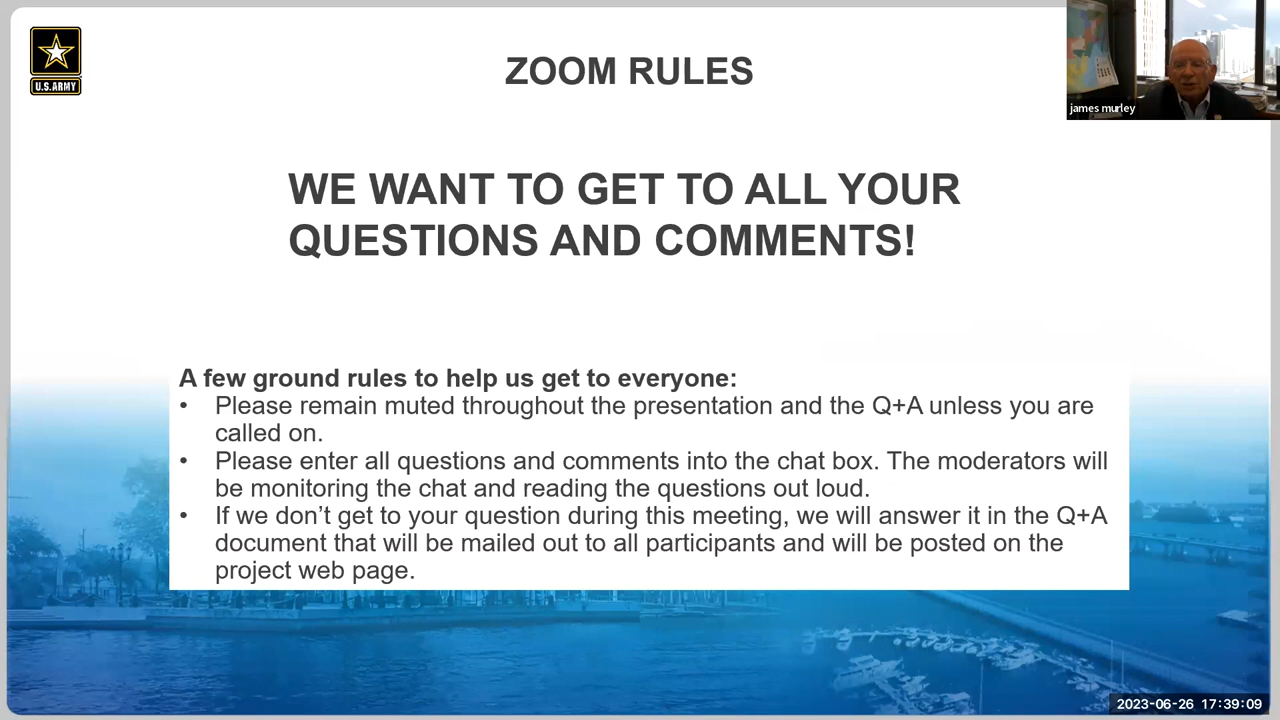 U.S.ARMY
ZOOM RULES
james murley
WE WANT TO GET TO ALL YOUR
QUESTIONS AND COMMENTS!
A few ground rules to help us get to everyone:
• Please remain muted throughout the presentation and the Q+A unless you are
called on.
• Please enter all questions and comments into the chat box. The moderators will
be monitoring the chat and reading the questions out loud.
• If we don’t get to your question during this meeting, we will answer it in the Q+A
document that will be mailed out to all participants and will be posted on the
project web page.
2023-06-26 17:39:09